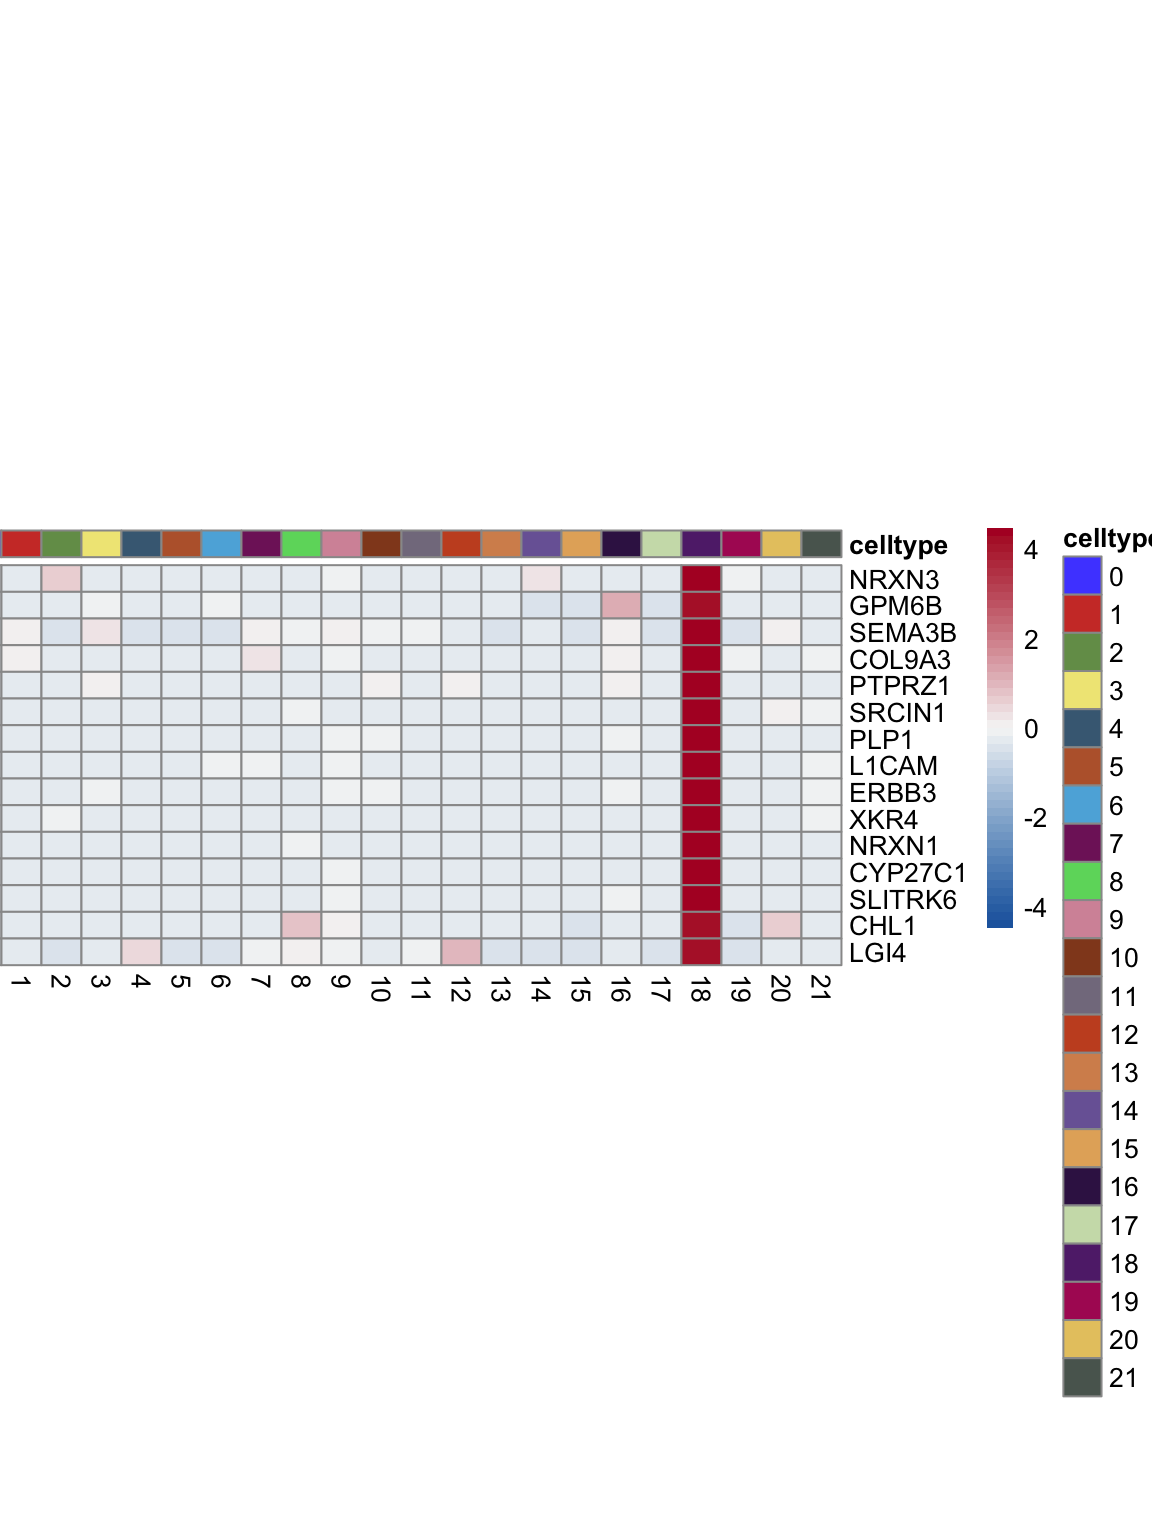 celltype
NRXN3
GPM6B
SEMA3B
COL9A3
PTPRZ1
SRCIN1
PLP1
L1CAM
ERBB3
XKR4
NRXN1
CYP27C1
SLITRK6
CHL1
LGI4
1 2 3 4 5 6 7 8 9 10 11 12 13 14 15 16 17 18 19 20 21
4
2
0
-2
-4
celltype
0
1
2
3
4
5
6
7
8
9
10
11
12
13
14
15
16
17
18
19
20
21